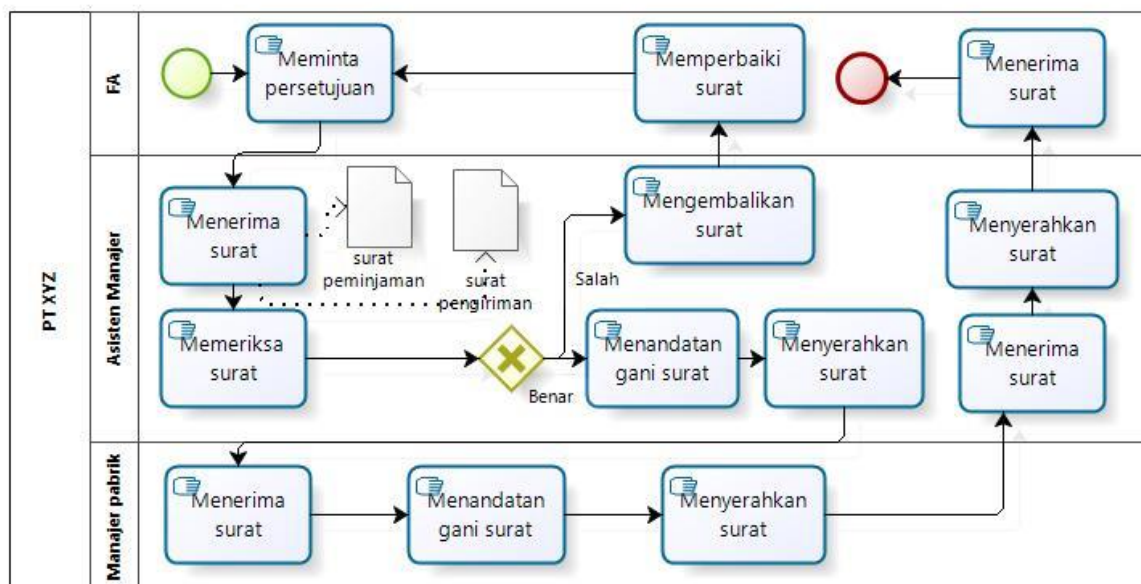 PT XYZ
FA
Meminta
persetujuan
Memperbaiki
surat
Menerima
surat
Asisten Manajer
Menerima
surat
surat
peminjaman
surat
pengiriman
Mengembalikan
surat
Salah
Menyerahkan
surat
Memeriksa
surat
Benar
Menandatan
gani surat
Menyerahkan
surat
Menerima
surat
Manajer pabrik
Menerima
surat
Menandatan
gani surat
Menyerahkan
surat